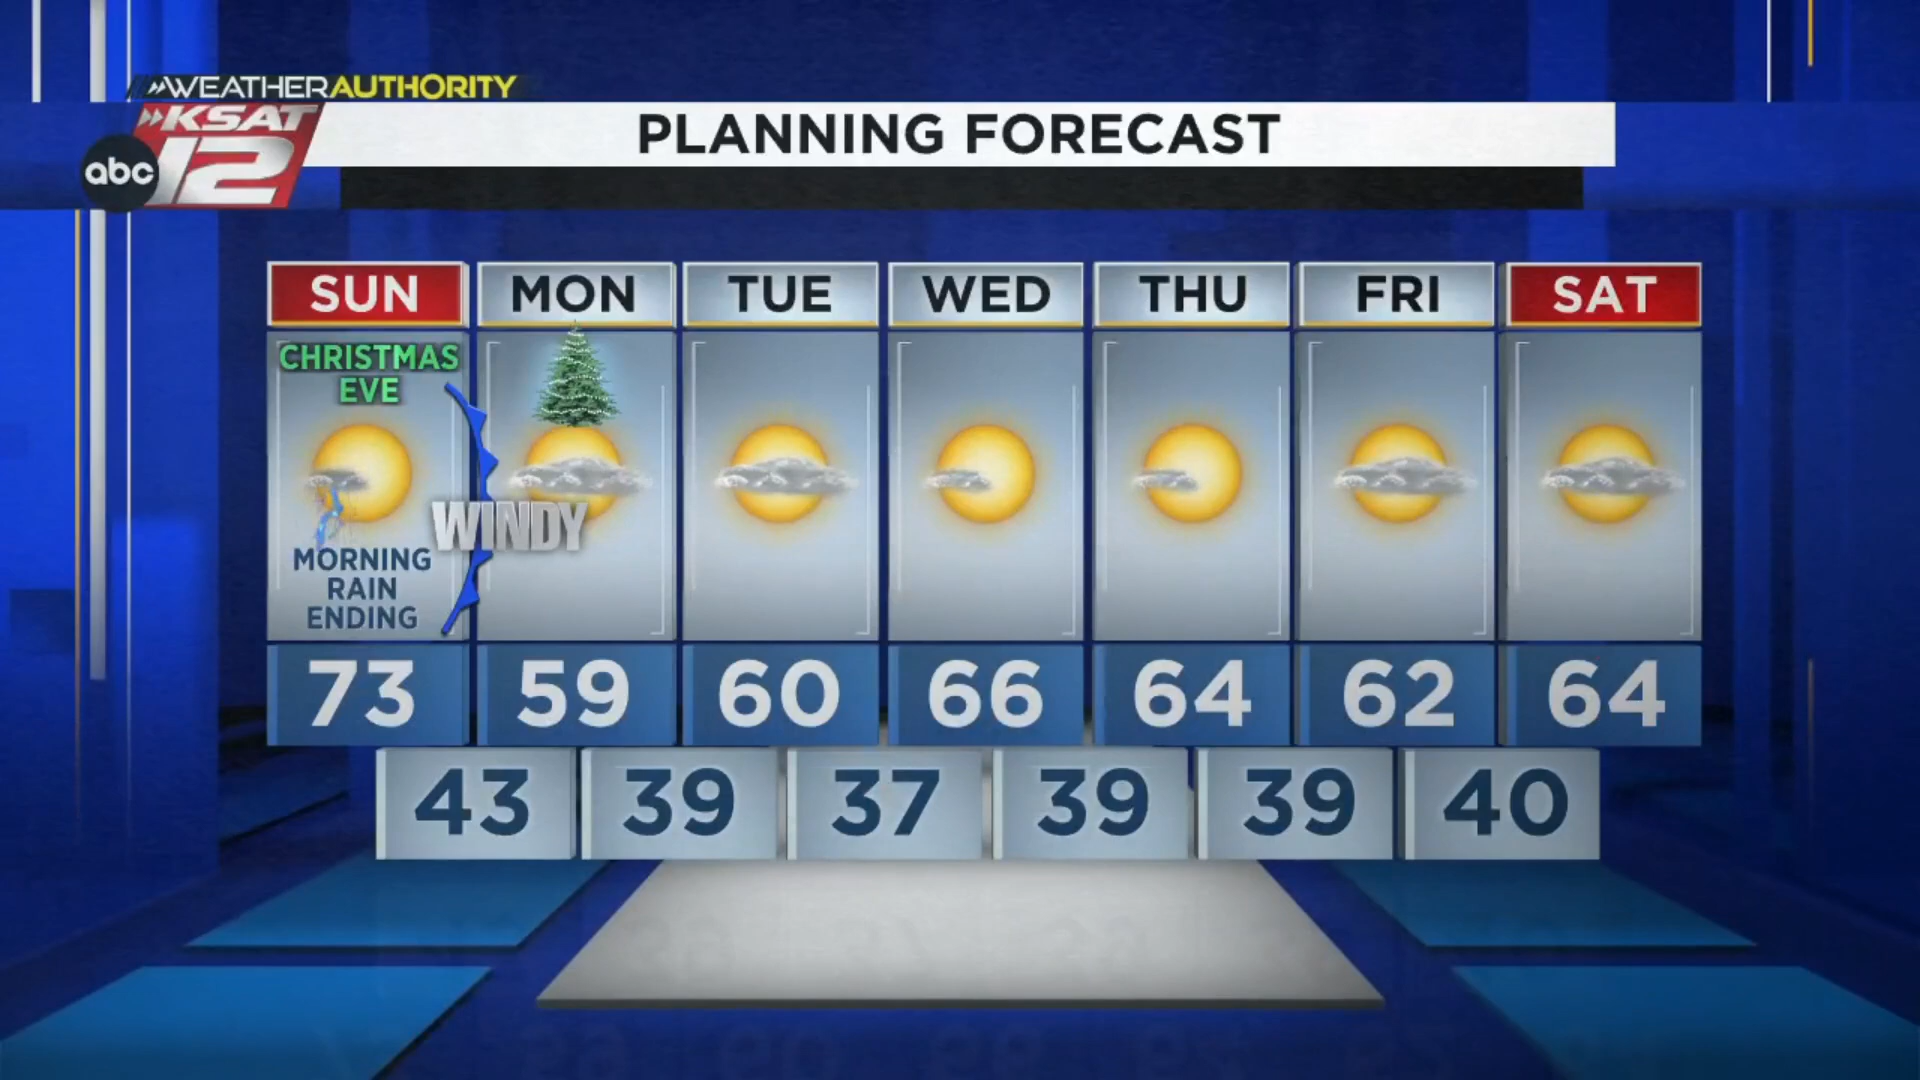 WEATHERAUTHORITY
KSAT
abc
12
PLANNING FORECAST
SUN
MON
TUE
WED
THU
FRI
SAT
CHRISTMAS
EVE
WINDY
MORNING
RAIN
ENDING
73
59
60
66
64
62
64
43
39
37
39
39
40